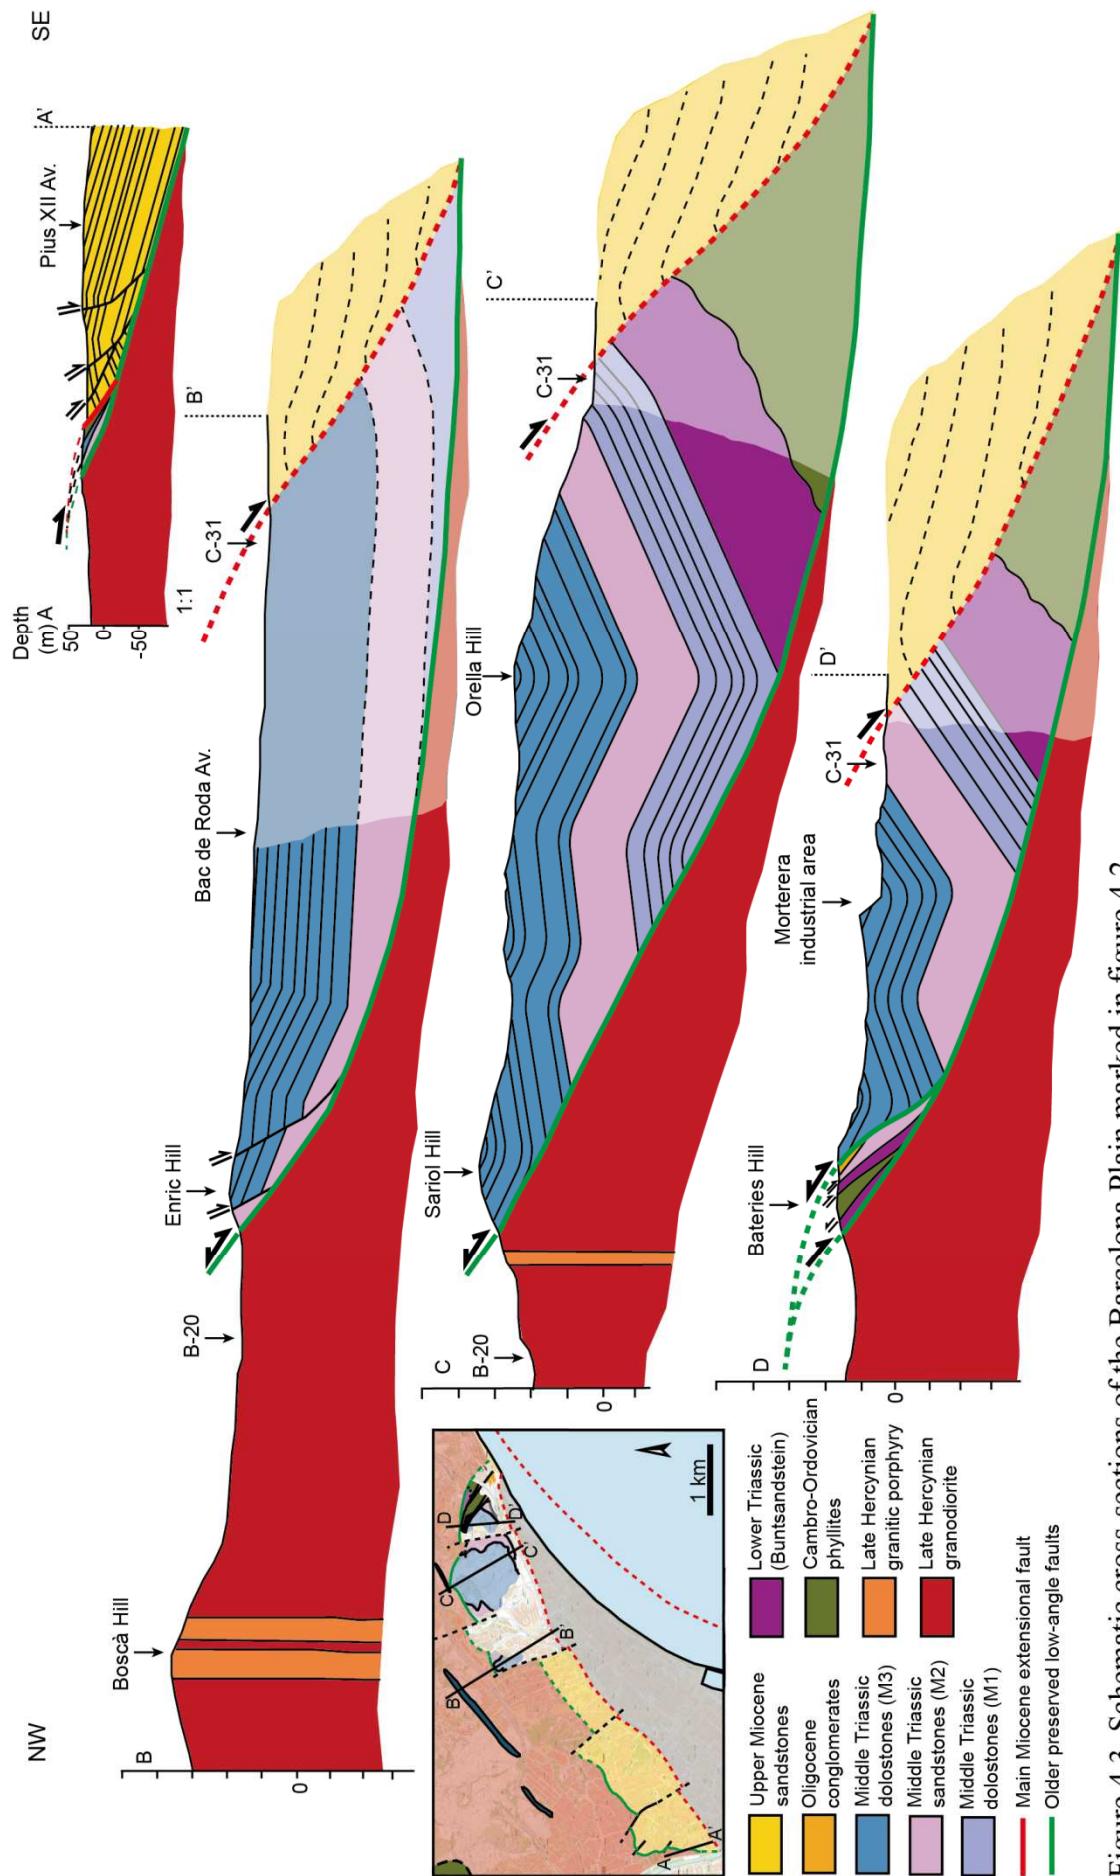 NW
SE
Depth
(m) A
50
0
-50
1:1
Pius XII Av.
A'
B
0
Boscà Hill
B-20
Enric Hill
Bac de Roda Av.
C-31
B'
C
0
B-20
Sariol Hill
Orella Hill
C-31
C'
D
0
Bateries Hill
Morterera
industrial area
C-31
D'
A
A'
B
B'
C
C'
D
D'
1 km
Upper Miocene
sandstones
Oligocene
conglomerates
Middle Triassic
dolostones (M3)
Middle Triassic
sandstones (M2)
Middle Triassic
dolostones (M1)
Lower Triassic
(Buntsandstein)
Cambro-Ordovician
phyllites
Late Hercynian
granitic porphyry
Late Hercynian
granodiorite
Main Miocene extensional fault
Older preserved low-angle faults
Figure 4.3. Schematic cross-sections of the Barcelona Plain marked in figure 4.2